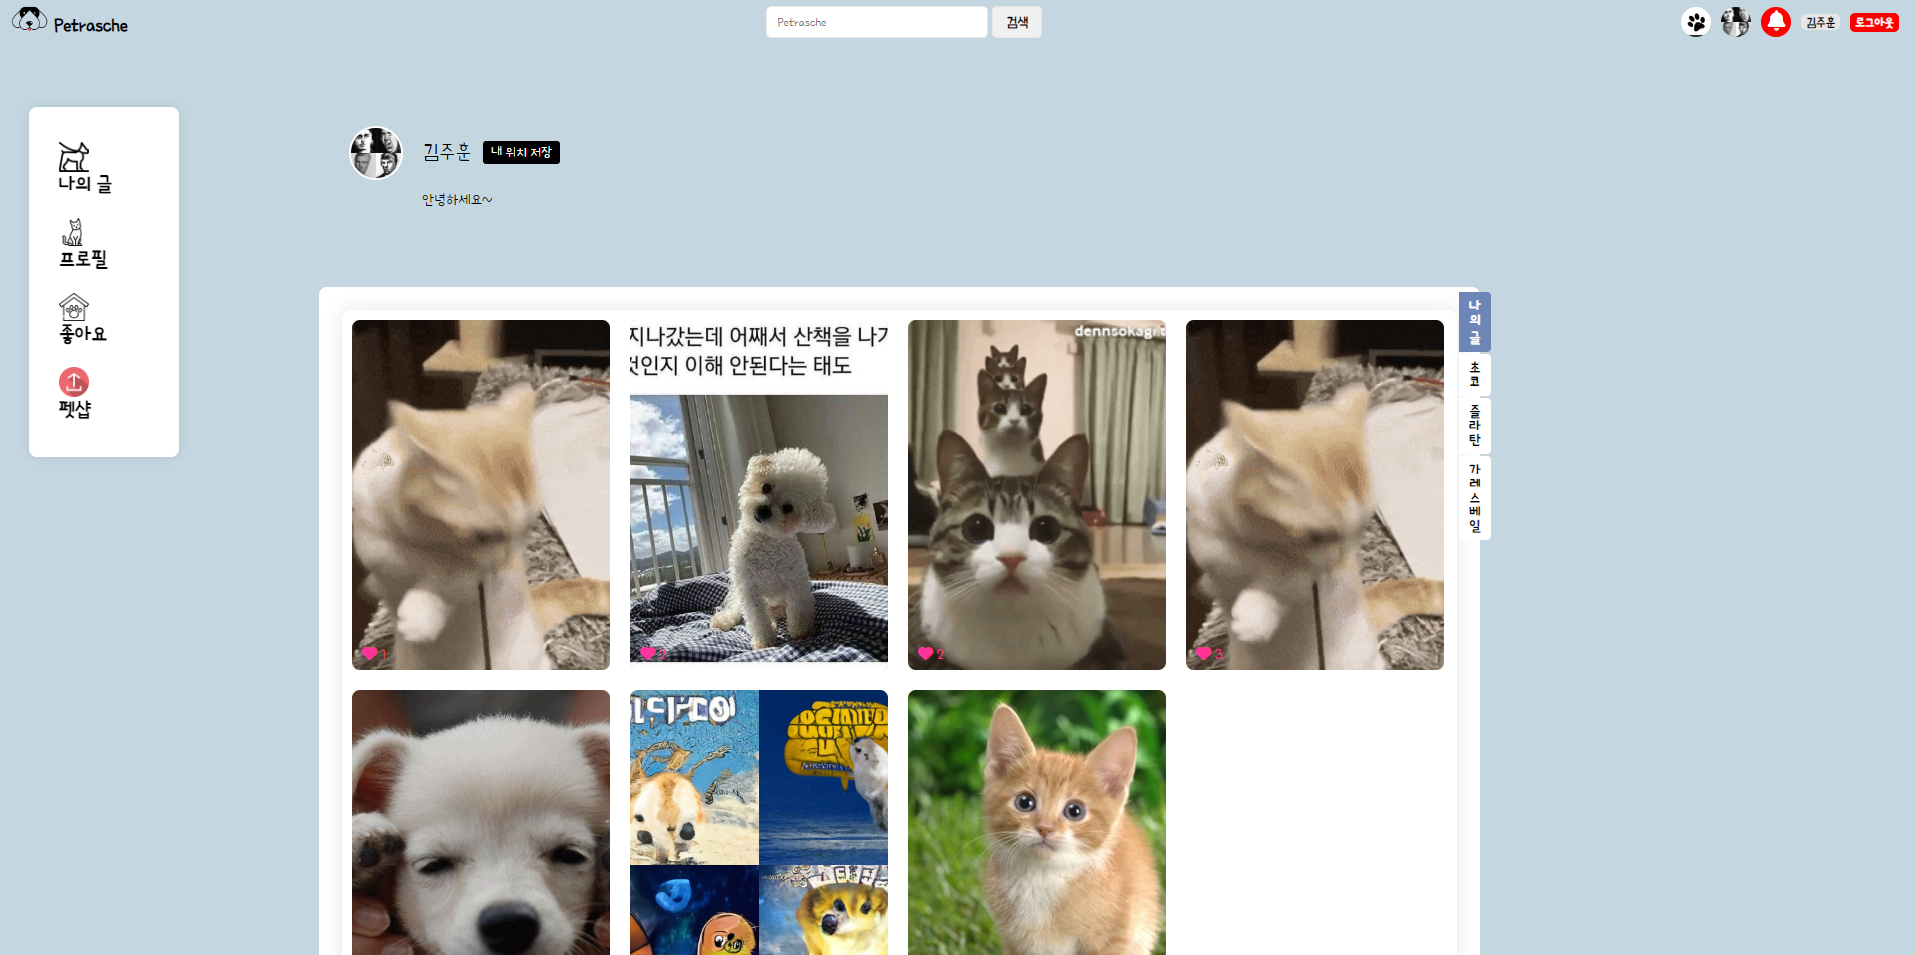 Petrasche
Petrasche
검색
김주훈
로그아웃
나의 글
프로필
좋아요
펫샵
김주훈
내 위치 저장
안녕하세요~
지나갔는데 어째서 산책을 나가
것인지 이해 안된다는 태도
dennsokagi.t
1
2
2
3
나의글
초코
즐라탄
가레스베일